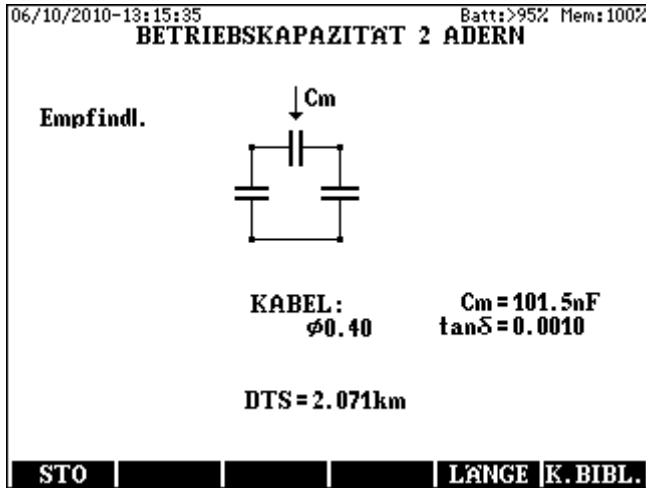 06/10/2010-13:15:35 Batt:>95% Mem:100%
BETRIEBSKAPAZITÄT 2 ADERN
Cm
Empfindl.
KABEL: Cm=101.5nF
ø0.40 tanδ=0.0010
DTS=2.071km
STO LÄNGE K.BIBL.